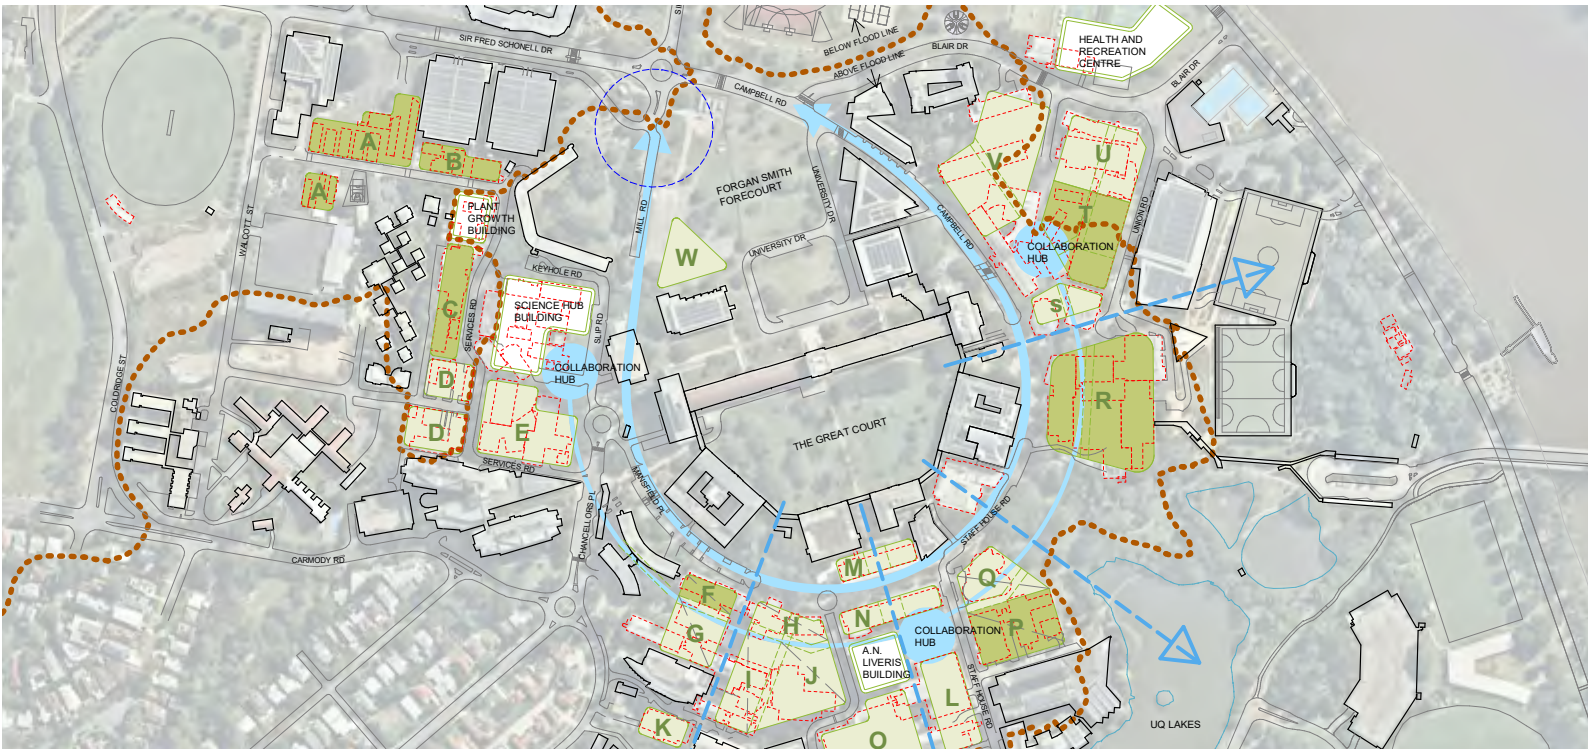 SIR FRED SCHONELL DR
BELOW FLOOD LINE
ABOVE FLOOD LINE
BLAIR DR
HEALTH AND
RECREATION
CENTRE
BLAIR DR
CAMPBELL RD
A
B
A
V
U
T
PLANT
GROWTH
BUILDING
WALCOTT ST
MILL RD
FORGAN SMITH
FORECOURT
UNIVERSITY DR
UNIVERSITY DR
CAMPBELL RD
UNION RD
COLLABORATION
HUB
W
KEYHOLE RD
SCIENCE HUB
BUILDING
SERVICES RD
SLIP RD
C
S
COLLABORATION
HUB
D
COLDRIDGE ST
R
D
E
THE GREAT COURT
SERVICES RD
MANSFIELD PL
CHANCELLORS PL
STAFF HOUSE RD
CARMODY RD
M
Q
F
G
H
N
P
COLLABORATION
HUB
A.N.
LIVERIS
BUILDING
I
J
L
STAFF HOUSE RD
K
O
UQ LAKES